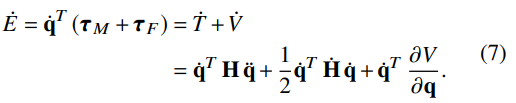 Ė = q̇ᵀ (τ_M + τ_F) = Ṫ + V̇
= q̇ᵀ H q̈ + 1/2 q̇ᵀ Ḣ q̇ + q̇ᵀ ∂V/∂q. (7)